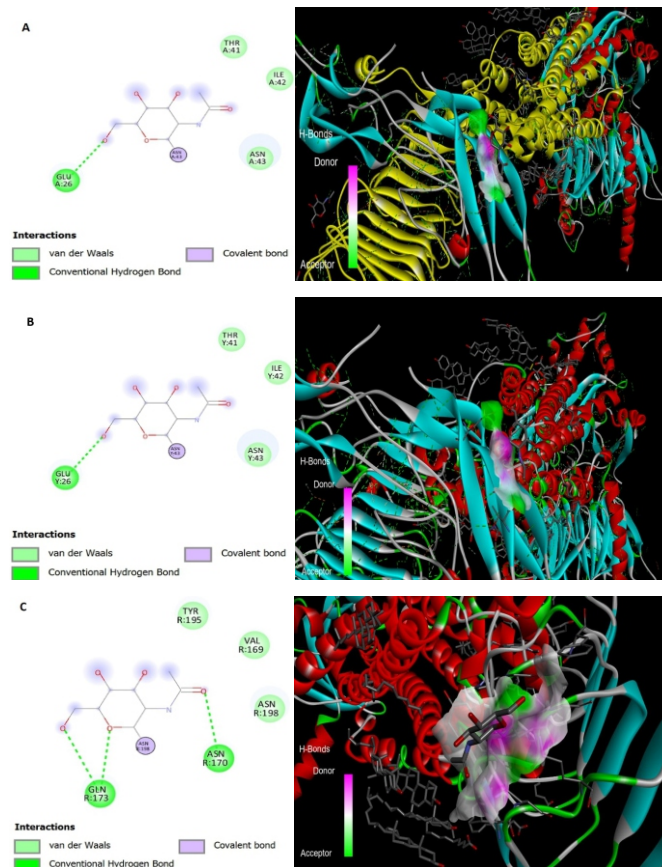 A
THR
A:41
ILE
A:42
ASN
A:43
GLU
A:26
Interactions
van der Waals
Covalent bond
Conventional Hydrogen Bond
H-Bonds
Donor
Acceptor
B
THR
Y:41
ILE
Y:42
ASN
Y:43
GLU
Y:26
Interactions
van der Waals
Covalent bond
Conventional Hydrogen Bond
H-Bonds
Donor
Acceptor
C
TYR
R:195
VAL
R:169
ASN
R:198
ASN
R:170
GLN
R:173
O
O
O
N
O
ASN
Interactions
van der Waals
Covalent bond
Conventional Hydrogen Bond
H-Bonds
Donor
Acceptor